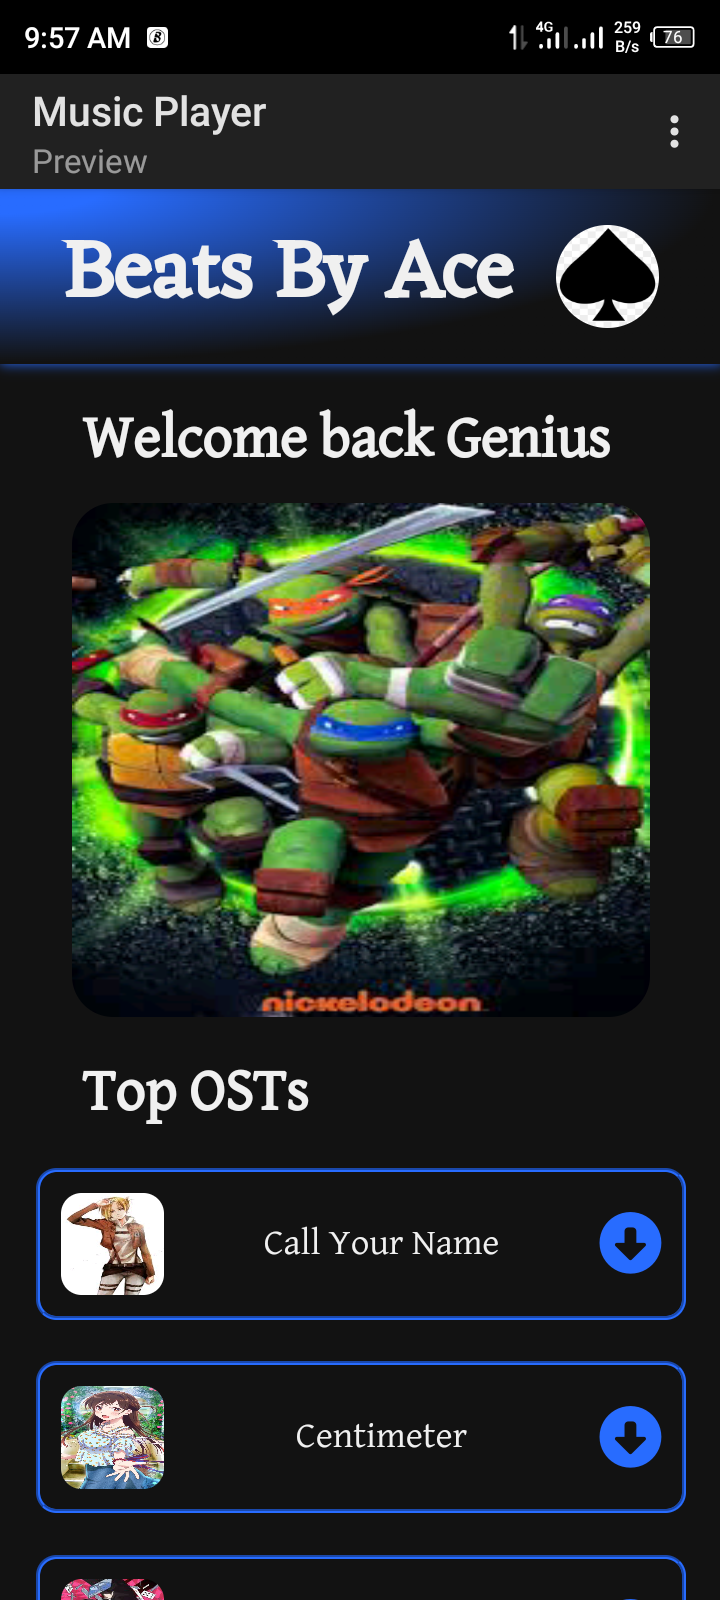 9:57 AM
4G
259
B/s
76
Music Player
Preview
Beats By Ace
Welcome back Genius
nickelodeon
Top OSTs
Call Your Name
Centimeter